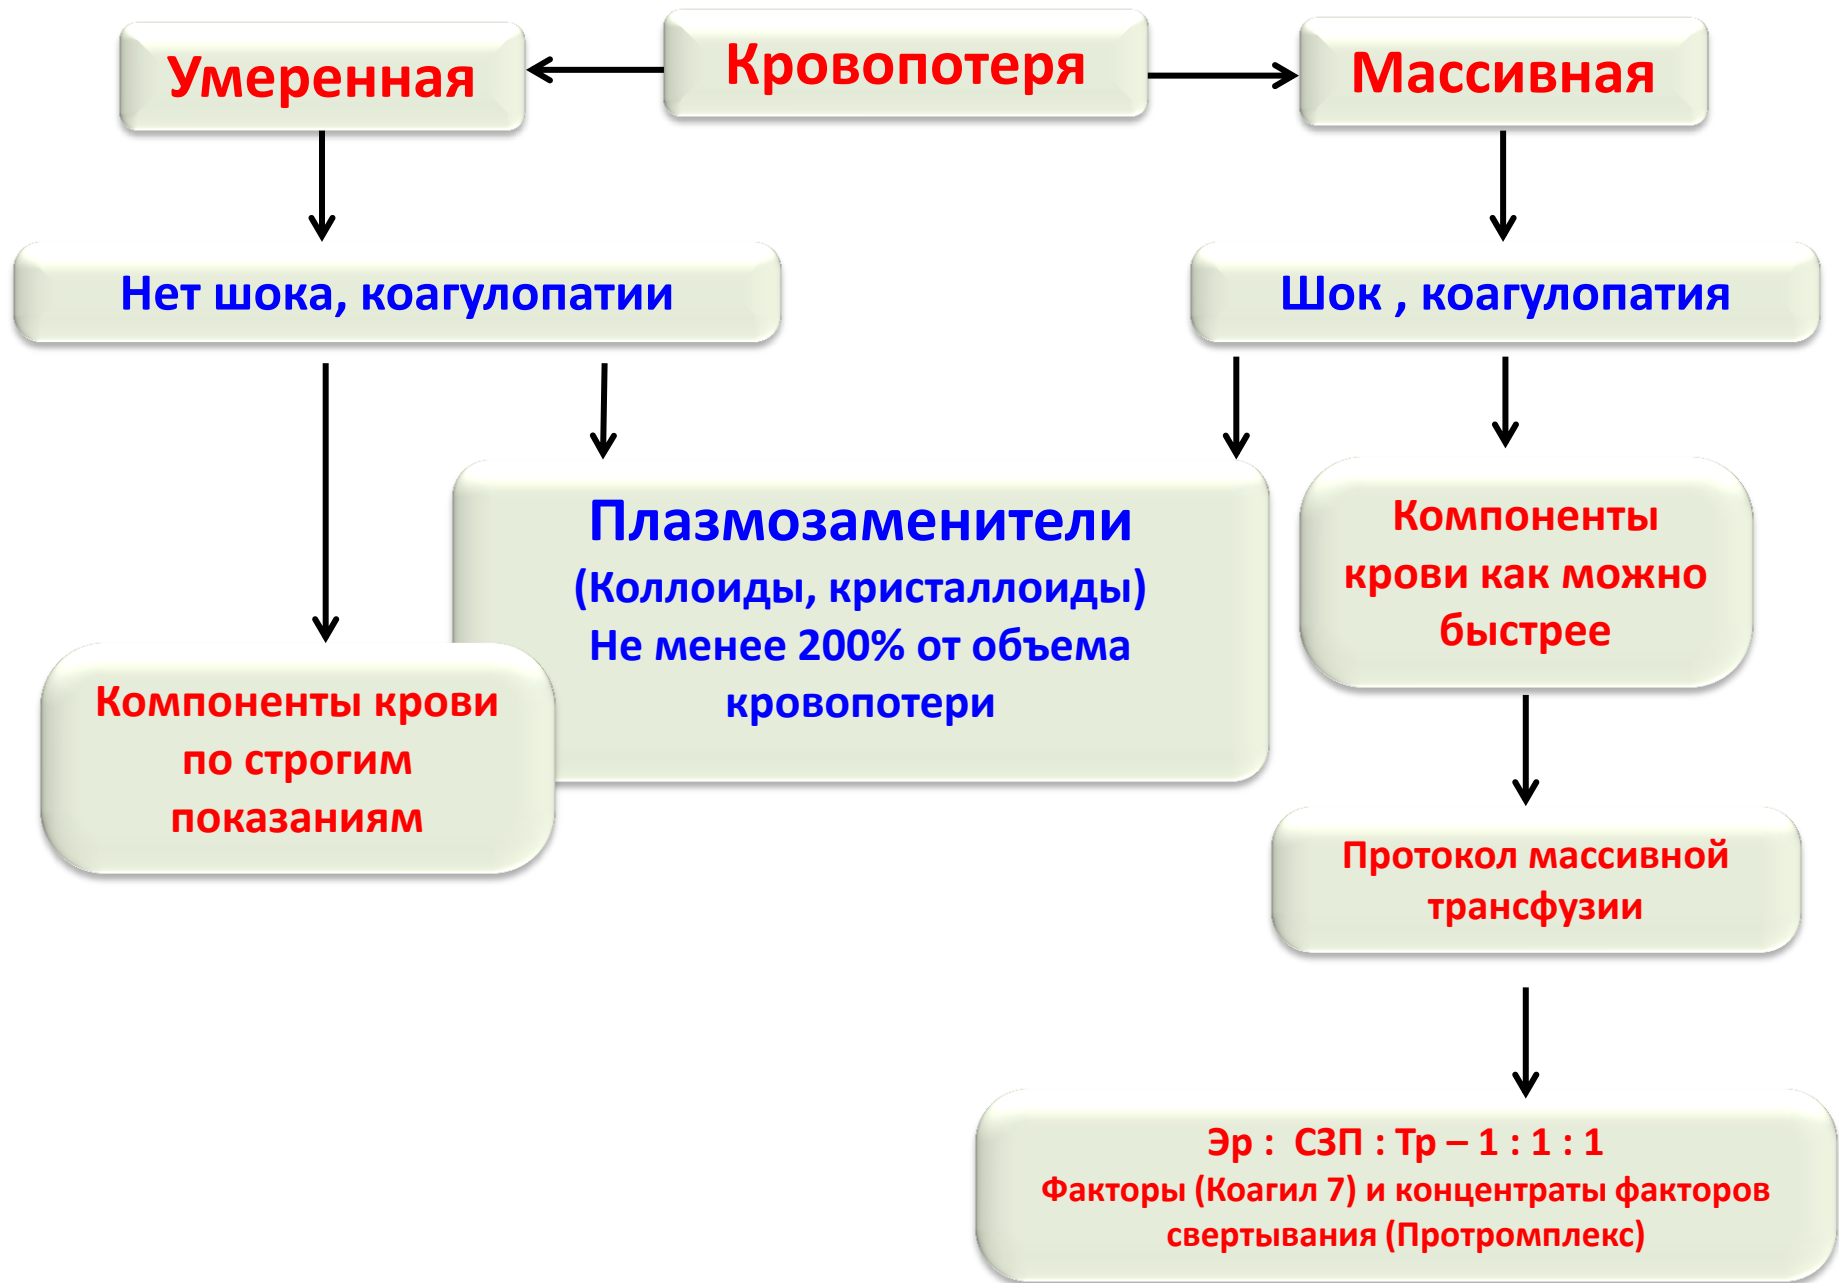 Умеренная
Кровопотеря
Массивная
Нет шока, коагулопатии
Шок , коагулопатия
Плазмозаменители
(Коллоиды, кристаллоиды)
Не менее 200% от объема
кровопотери
Компоненты
крови как можно
быстрее
Компоненты крови
по строгим
показаниям
Протокол массивной
трансфузии
Эр : СЗП : Тр – 1 : 1 : 1
Факторы (Коагил 7) и концентраты факторов
свертывания (Протромплекс)